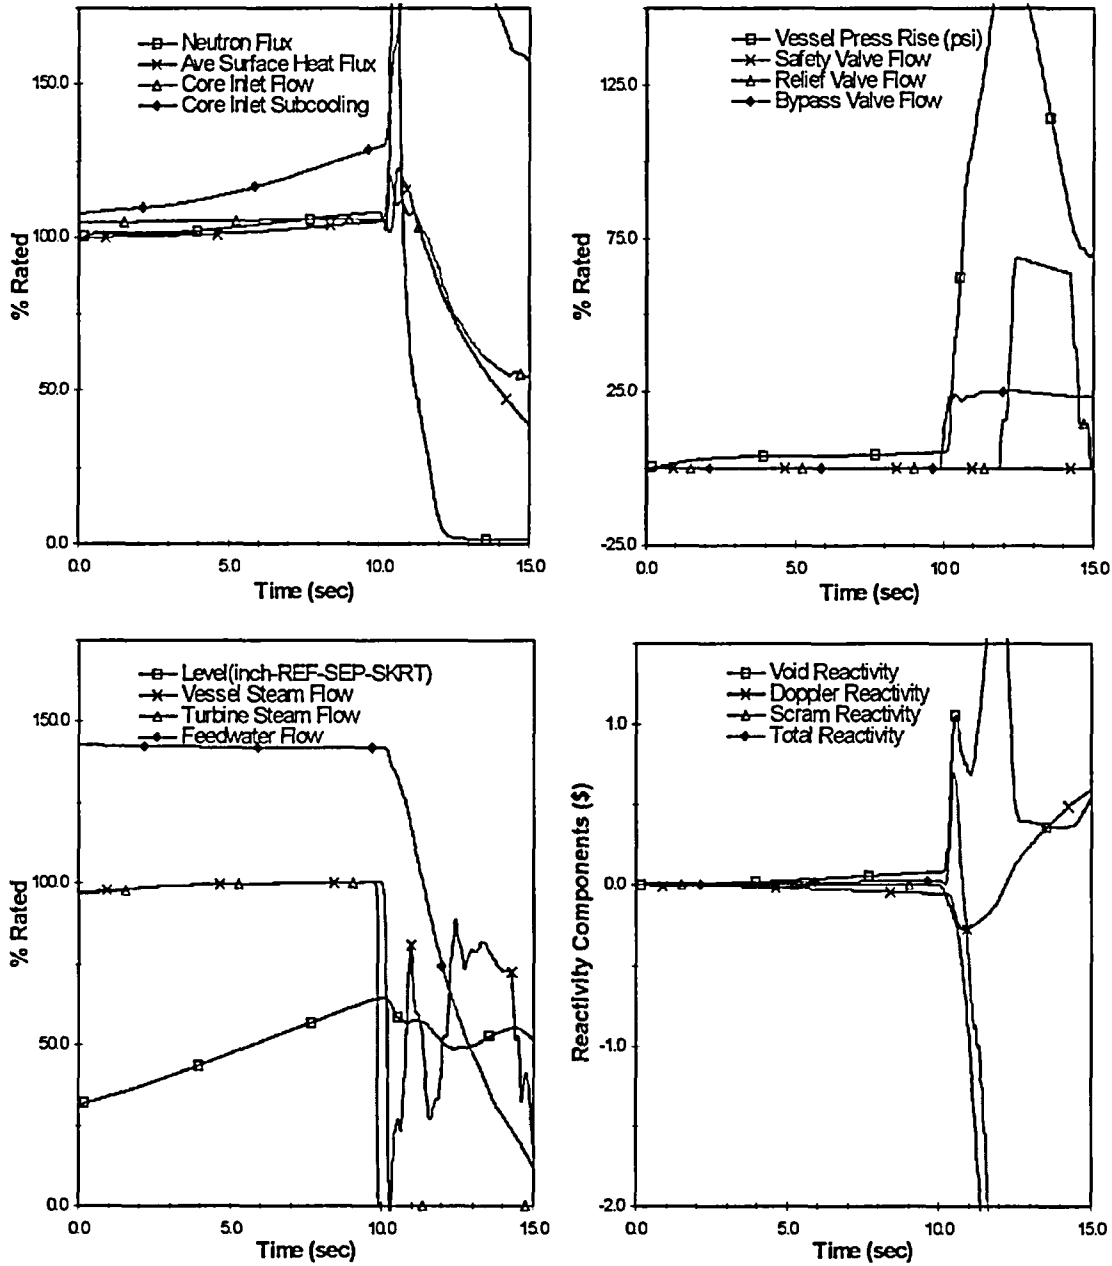 Neutron Flux
Ave Surface Heat Flux
Core Inlet Flow
Core Inlet Subcooling
150.0
100.0
50.0
0.0
% Rated
0.0 5.0 10.0 15.0
Time (sec)
Vessel Press Rise (psi)
Safety Valve Flow
Relief Valve Flow
Bypass Valve Flow
125.0
75.0
25.0
-25.0
% Rated
0.0 5.0 10.0 15.0
Time (sec)
Level(inch-REF-SEP-SKRT)
Vessel Steam Flow
Turbine Steam Flow
Feedwater Flow
150.0
100.0
50.0
0.0
% Rated
0.0 5.0 10.0 15.0
Time (sec)
Void Reactivity
Doppler Reactivity
Scram Reactivity
Total Reactivity
1.0
0.0
-1.0
-2.0
Reactivity Components ($)
0.0 5.0 10.0 15.0
Time (sec)